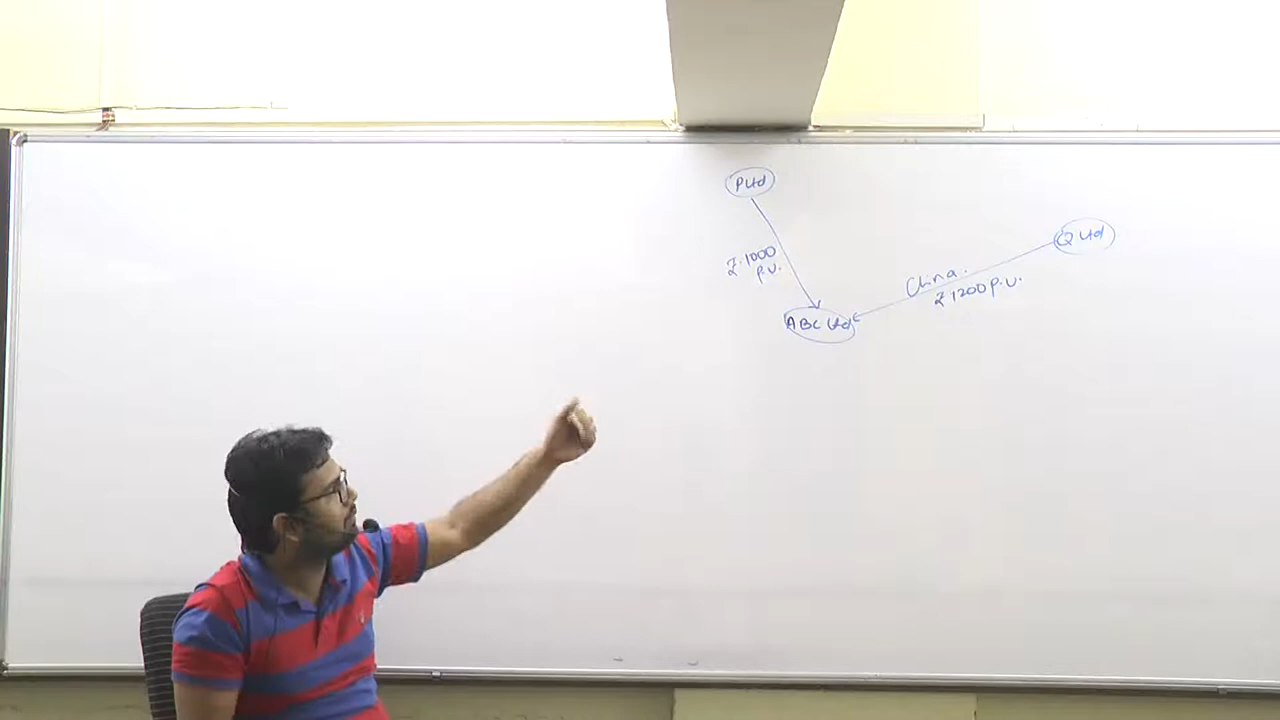 P Ltd
Q Ltd
₹ 1000
p.u.
China.
₹ 1200 p.u.
ABC Ltd